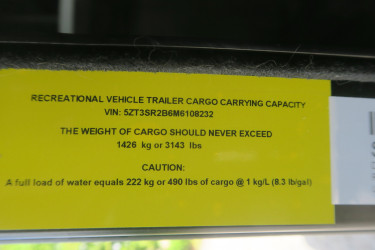 RECREATIONAL VEHICLE TRAILER CARGO CARRYING CAPACITY
VIN: 5ZT3SR2B6M6108232
THE WEIGHT OF CARGO SHOULD NEVER EXCEED
1426 kg or 3143 lbs
CAUTION:
A full load of water equals 222 kg or 490 lbs of cargo @ 1 kg/L (8.3 lb/gal)